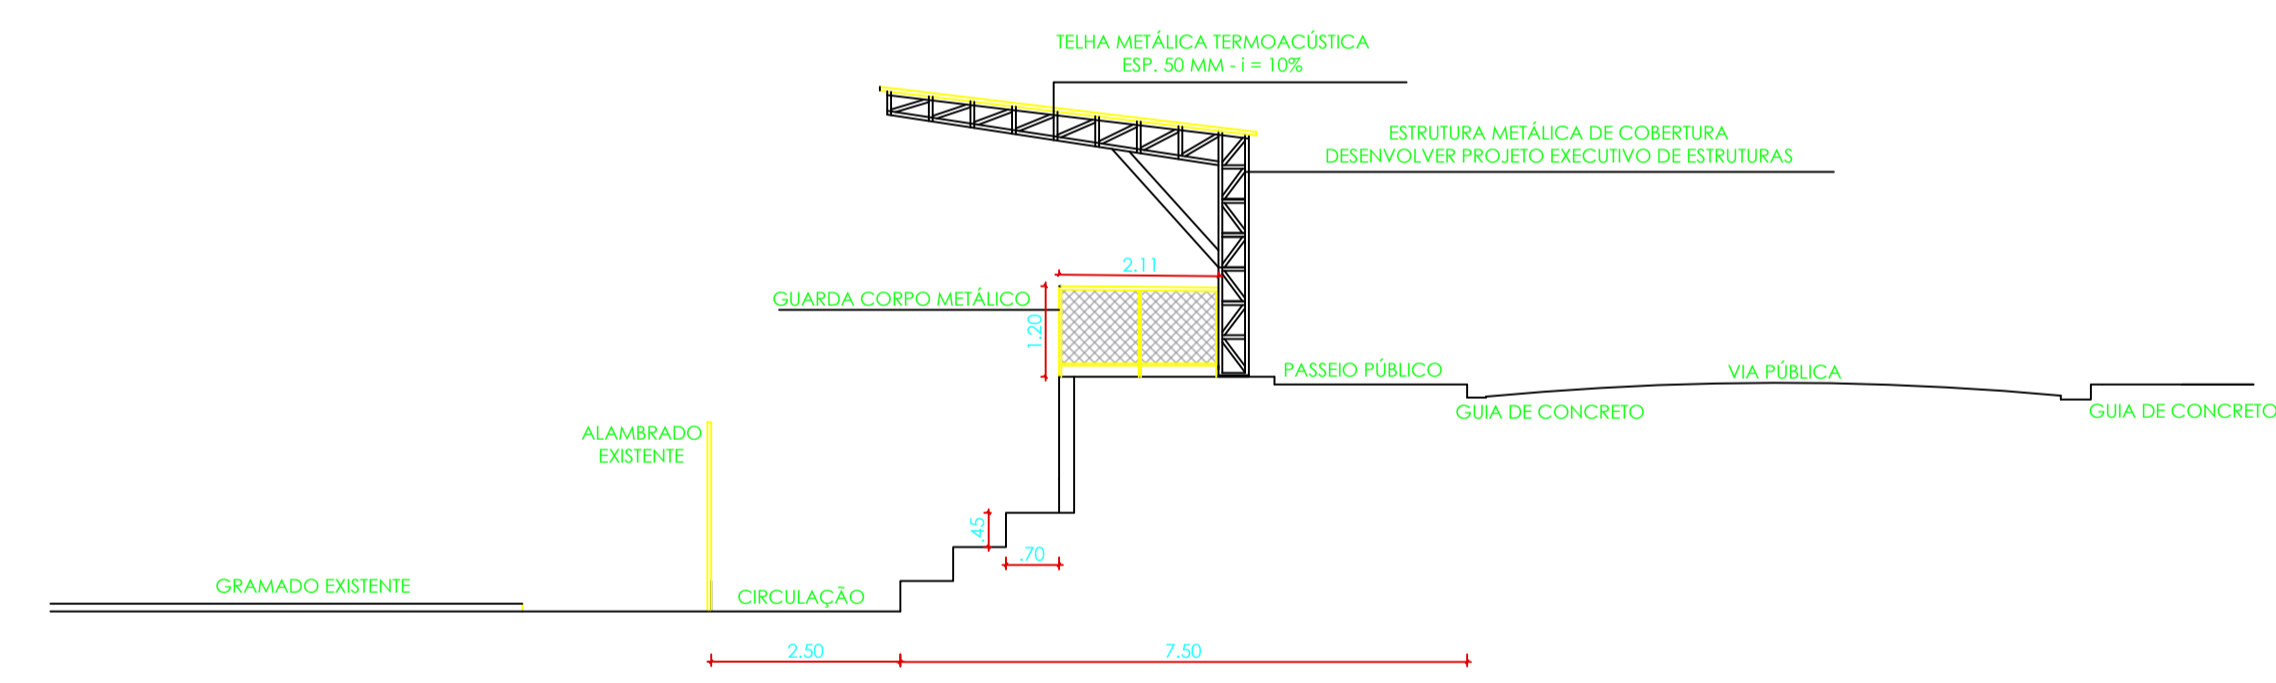 TELHA METÁLICA TERMOACÚSTICA
ESP. 50 MM - i = 10%
ESTRUTURA METÁLICA DE COBERTURA
DESENVOLVER PROJETO EXECUTIVO DE ESTRUTURAS
2.11
GUARDA CORPO METÁLICO
1.20
PASSEIO PÚBLICO
VIA PÚBLICA
GUIA DE CONCRETO
GUIA DE CONCRETO
ALAMBRADO
EXISTENTE
.45
.70
GRAMADO EXISTENTE
CIRCULAÇÃO
2.50
7.50